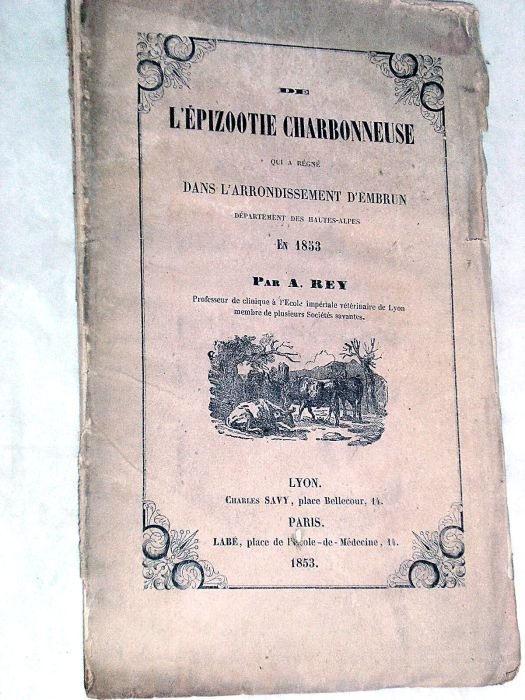 DE
L'ÉPIZOOTIE CHARBONNEUSE
QUI A RÉGNÉ
DANS L'ARRONDISSEMENT D'EMBRUN
DÉPARTEMENT DES HAUTES-ALPES
EN 1853
PAR A. REY
Professeur de clinique à l'Ecole impériale vétérinaire de Lyon
membre de plusieurs Sociétés savantes.
LYON.
CHARLES SAVY, place Bellecour, 14.
PARIS.
LABÉ, place de l'école-de-Médecine, 14.
1853.